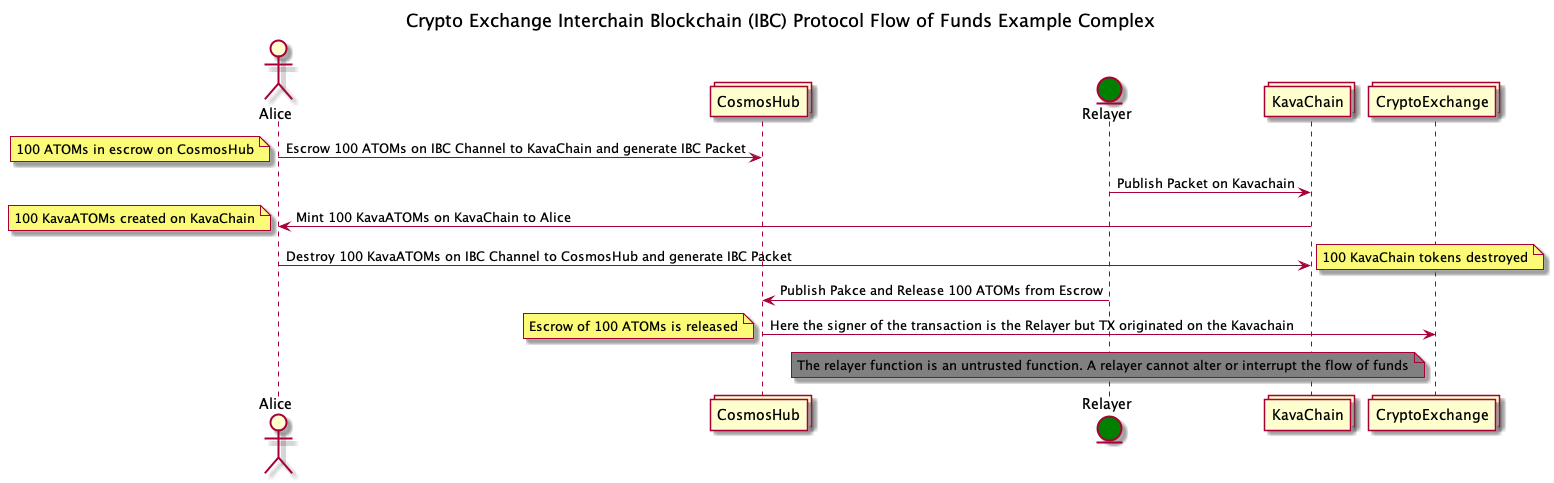 Crypto Exchange Interchain Blockchain (IBC) Protocol Flow of Funds Example Complex
Alice
CosmosHub
Relayer
KavaChain
CryptoExchange
100 ATOMs in escrow on CosmosHub
Escrow 100 ATOMs on IBC Channel to KavaChain and generate IBC Packet
Publish Packet on Kavachain
100 KavaATOMs created on KavaChain
Mint 100 KavaATOMs on KavaChain to Alice
Destroy 100 KavaATOMs on IBC Channel to CosmosHub and generate IBC Packet
100 KavaChain tokens destroyed
Publish Pakce and Release 100 ATOMs from Escrow
Escrow of 100 ATOMs is released
Here the signer of the transaction is the Relayer but TX originated on the Kavachain
The relayer function is an untrusted function. A relayer cannot alter or interrupt the flow of funds
Alice
CosmosHub
Relayer
KavaChain
CryptoExchange